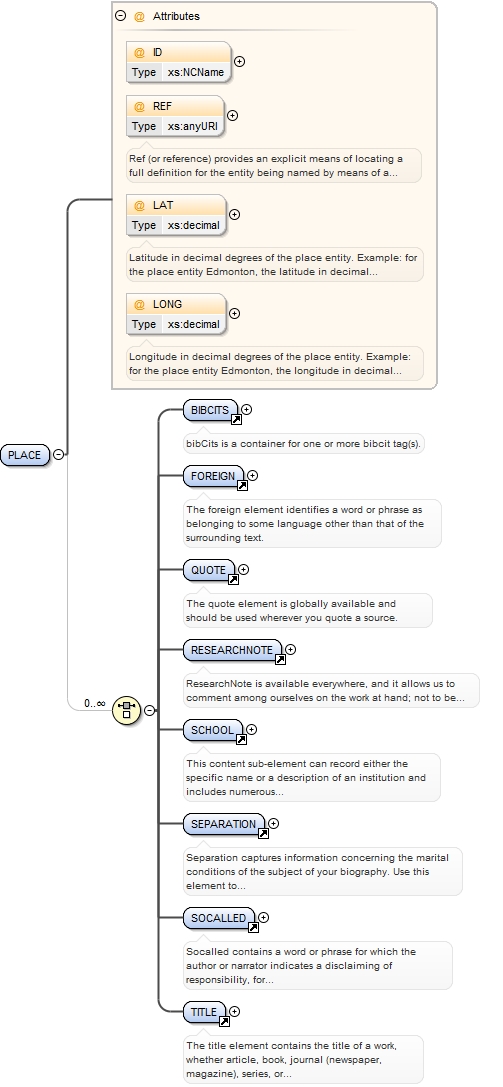 Attributes
@ ID
Type xs:NCName
@ REF
Type xs:anyURI
Ref (or reference) provides an explicit means of locating a
full definition for the entity being named by means of a...
@ LAT
Type xs:decimal
Latitude in decimal degrees of the place entity. Example: for
the place entity Edmonton, the latitude in decimal...
@ LONG
Type xs:decimal
Longitude in decimal degrees of the place entity. Example:
for the place entity Edmonton, the longitude in decimal...
PLACE
0..∞
BIBCITS
bibCits is a container for one or more bibcit tag(s).
FOREIGN
The foreign element identifies a word or phrase as
belonging to some language other than that of the
surrounding text.
QUOTE
The quote element is globally available and
should be used wherever you quote a source.
RESEARCHNOTE
ResearchNote is available everywhere, and it allows us to
comment among ourselves on the work at hand; not to be...
SCHOOL
This content sub-element can record either the
specific name or a description of an institution and
includes numerous...
SEPARATION
Separation captures information concerning the marital
conditions of the subject of your biography. Use this
element to...
SOCALLED
Socalled contains a word or phrase for which the
author or narrator indicates a disclaiming of
responsibility, for...
TITLE
The title element contains the title of a work,
whether article, book, journal (newspaper,
magazine), series, or...